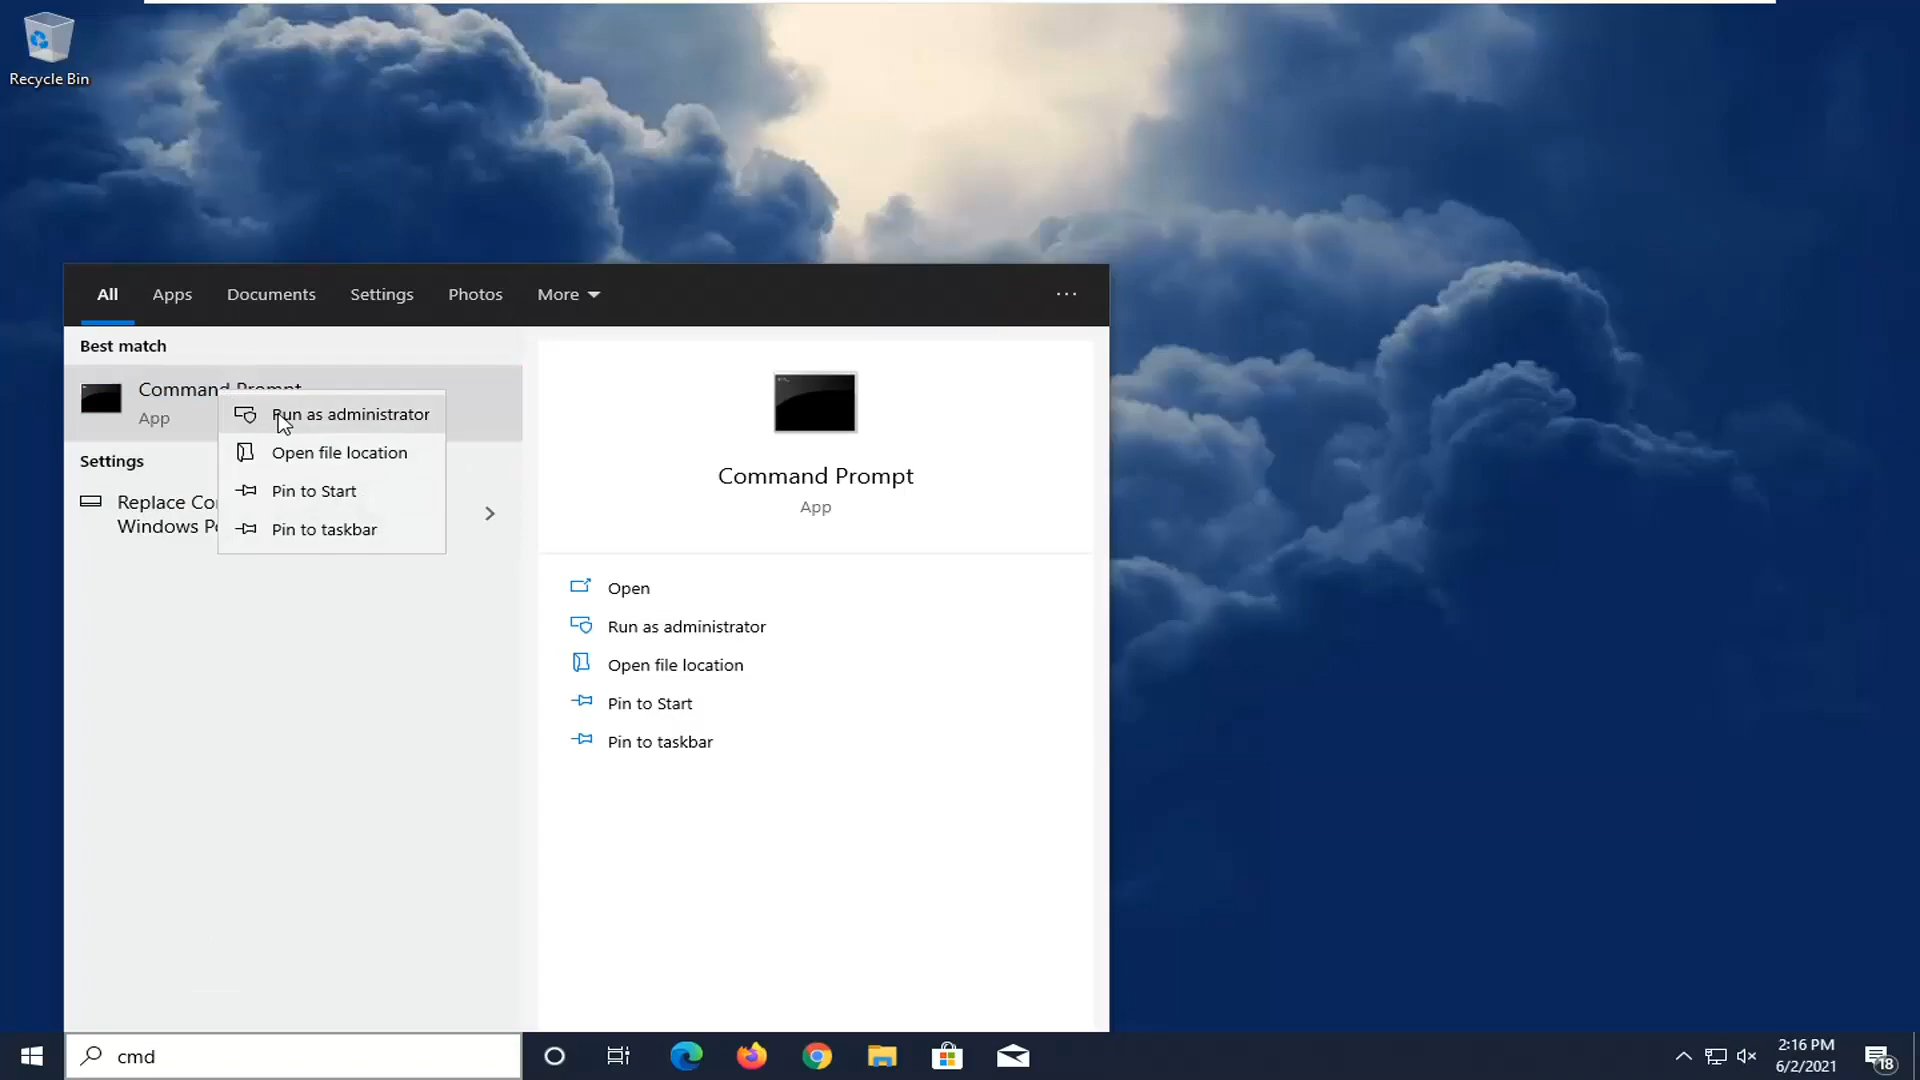 Recycle Bin
All Apps Documents Settings Photos More ...
Best match
Command Prompt
App
Run as administrator
Open file location
Pin to Start
Pin to taskbar
Settings
Replace Co
Windows Po
Command Prompt
App
Open
Run as administrator
Open file location
Pin to Start
Pin to taskbar
cmd
2:16 PM
6/2/2021
18